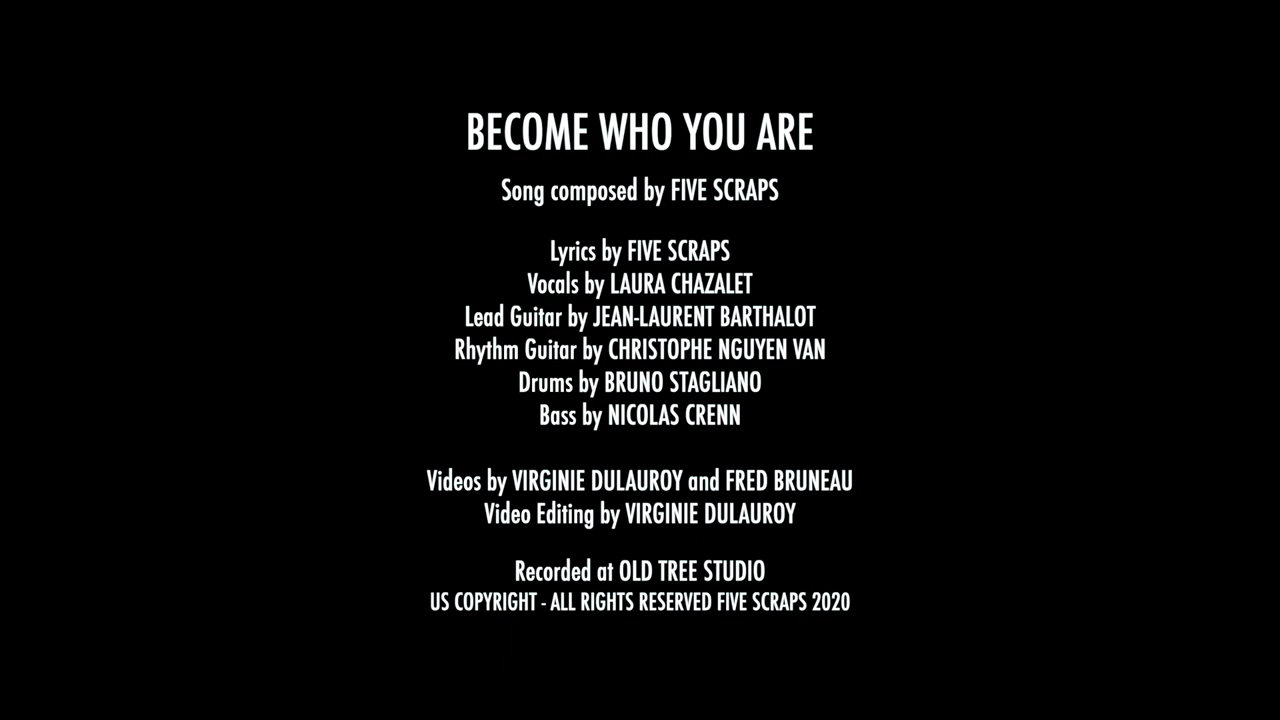 BECOME WHO YOU ARE
Song composed by FIVE SCRAPS
Lyrics by FIVE SCRAPS
Vocals by LAURA CHAZALET
Lead Guitar by JEAN-LAURENT BARTHALOT
Rhythm Guitar by CHRISTOPHE NGUYEN VAN
Drums by BRUNO STAGLIANO
Bass by NICOLAS CRENN
Videos by VIRGINIE DULAUROY and FRED BRUNEAU
Video Editing by VIRGINIE DULAUROY
Recorded at OLD TREE STUDIO
US COPYRIGHT - ALL RIGHTS RESERVED FIVE SCRAPS 2020